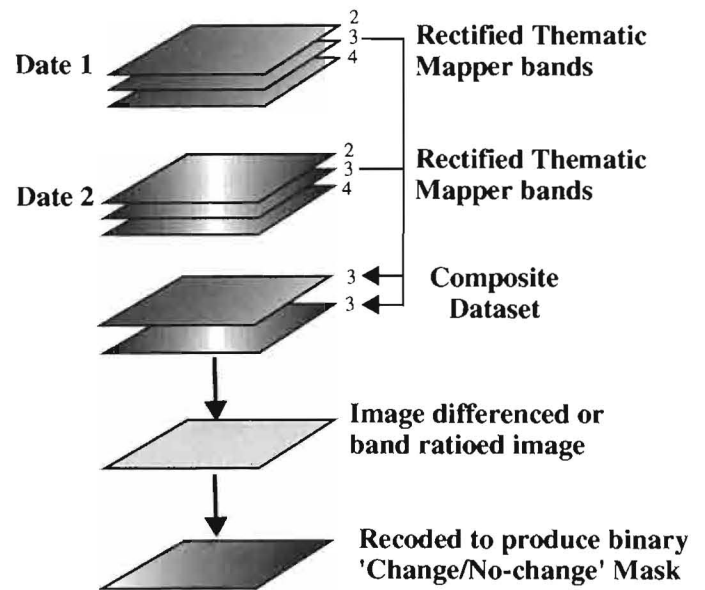 Date 1
2
3
4
Rectified Thematic
Mapper bands
Date 2
2
3
4
Rectified Thematic
Mapper bands
3
3
Composite
Dataset
Image differenced or
band ratioed image
Recoded to produce binary
'Change/No-change' Mask